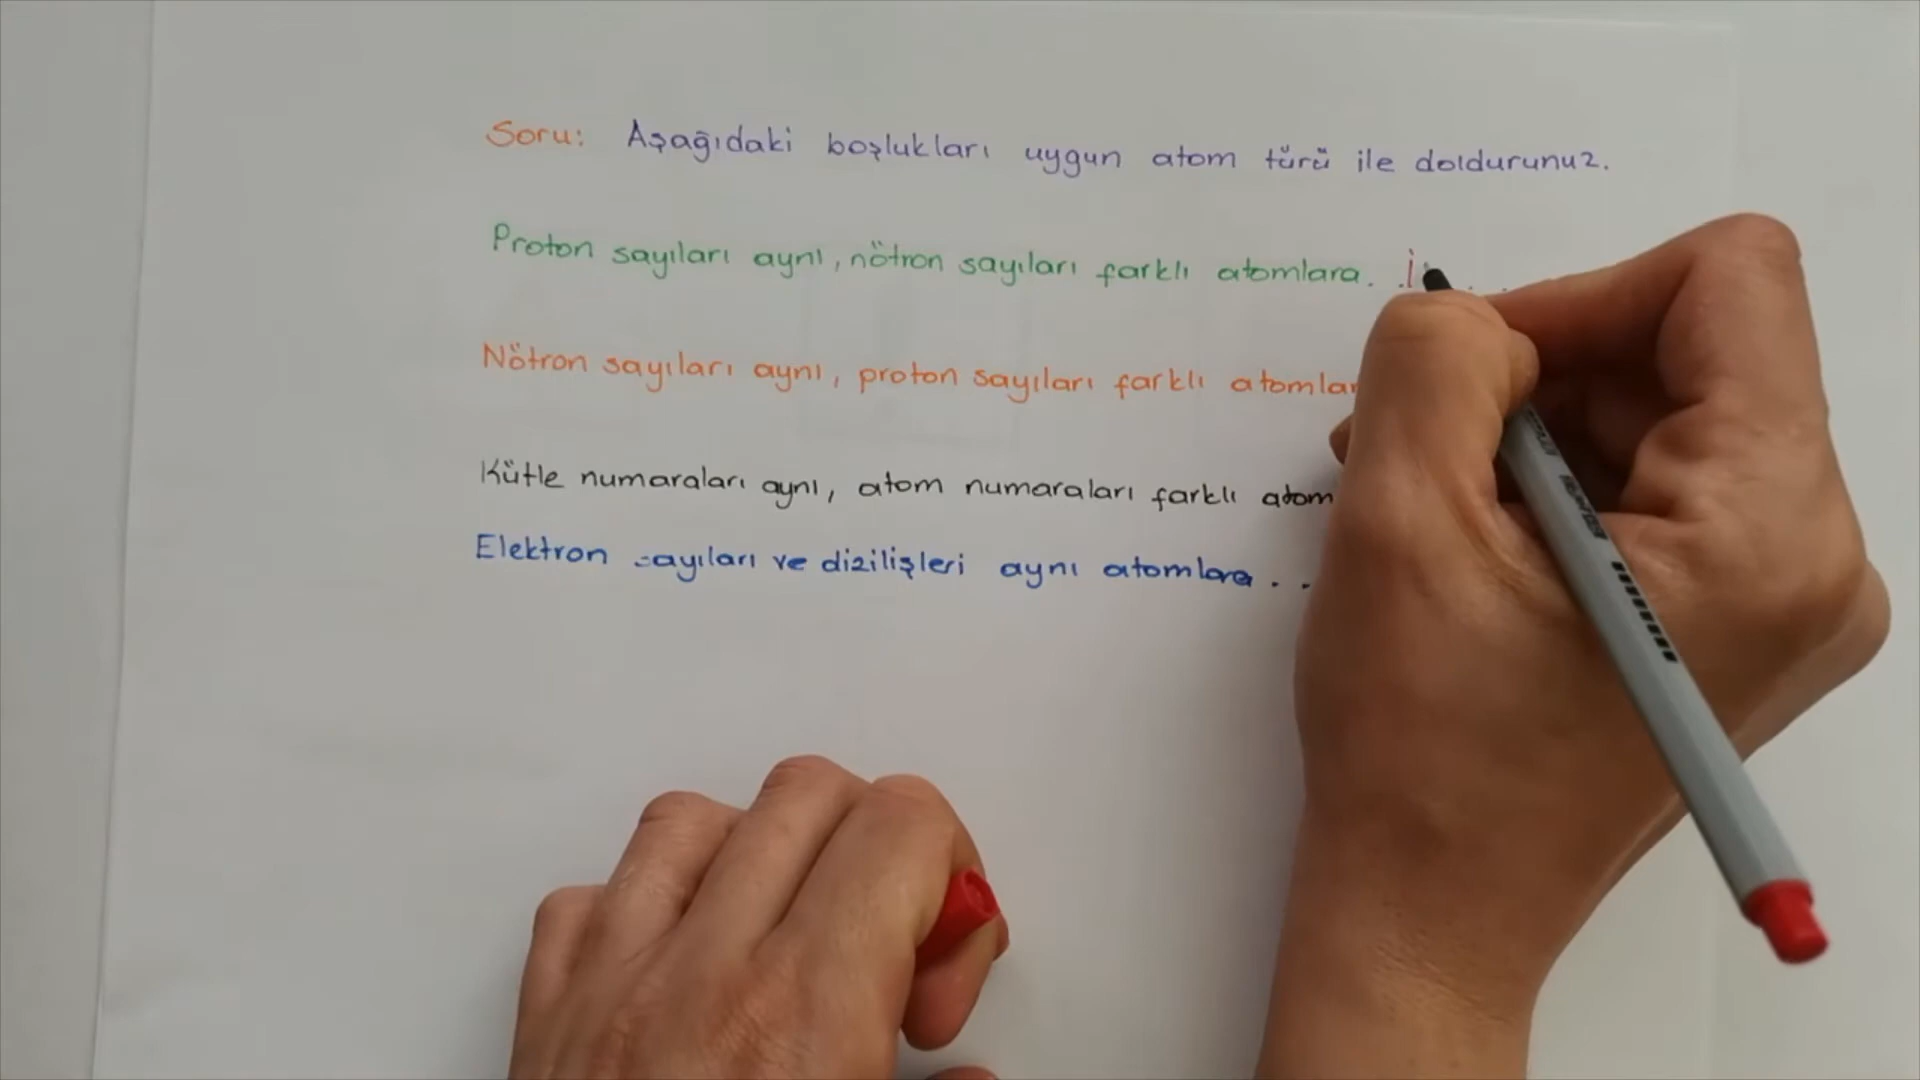 Soru: Aşağıdaki boşlukları uygun atom türü ile doldurunuz.
Proton sayıları aynı, nötron sayıları farklı atomlara . . İ
Nötron sayıları aynı, proton sayıları farklı atomlar
Kütle numaraları aynı, atom numaraları farklı atom
Elektron sayıları ve dizilişleri aynı atomlara . .